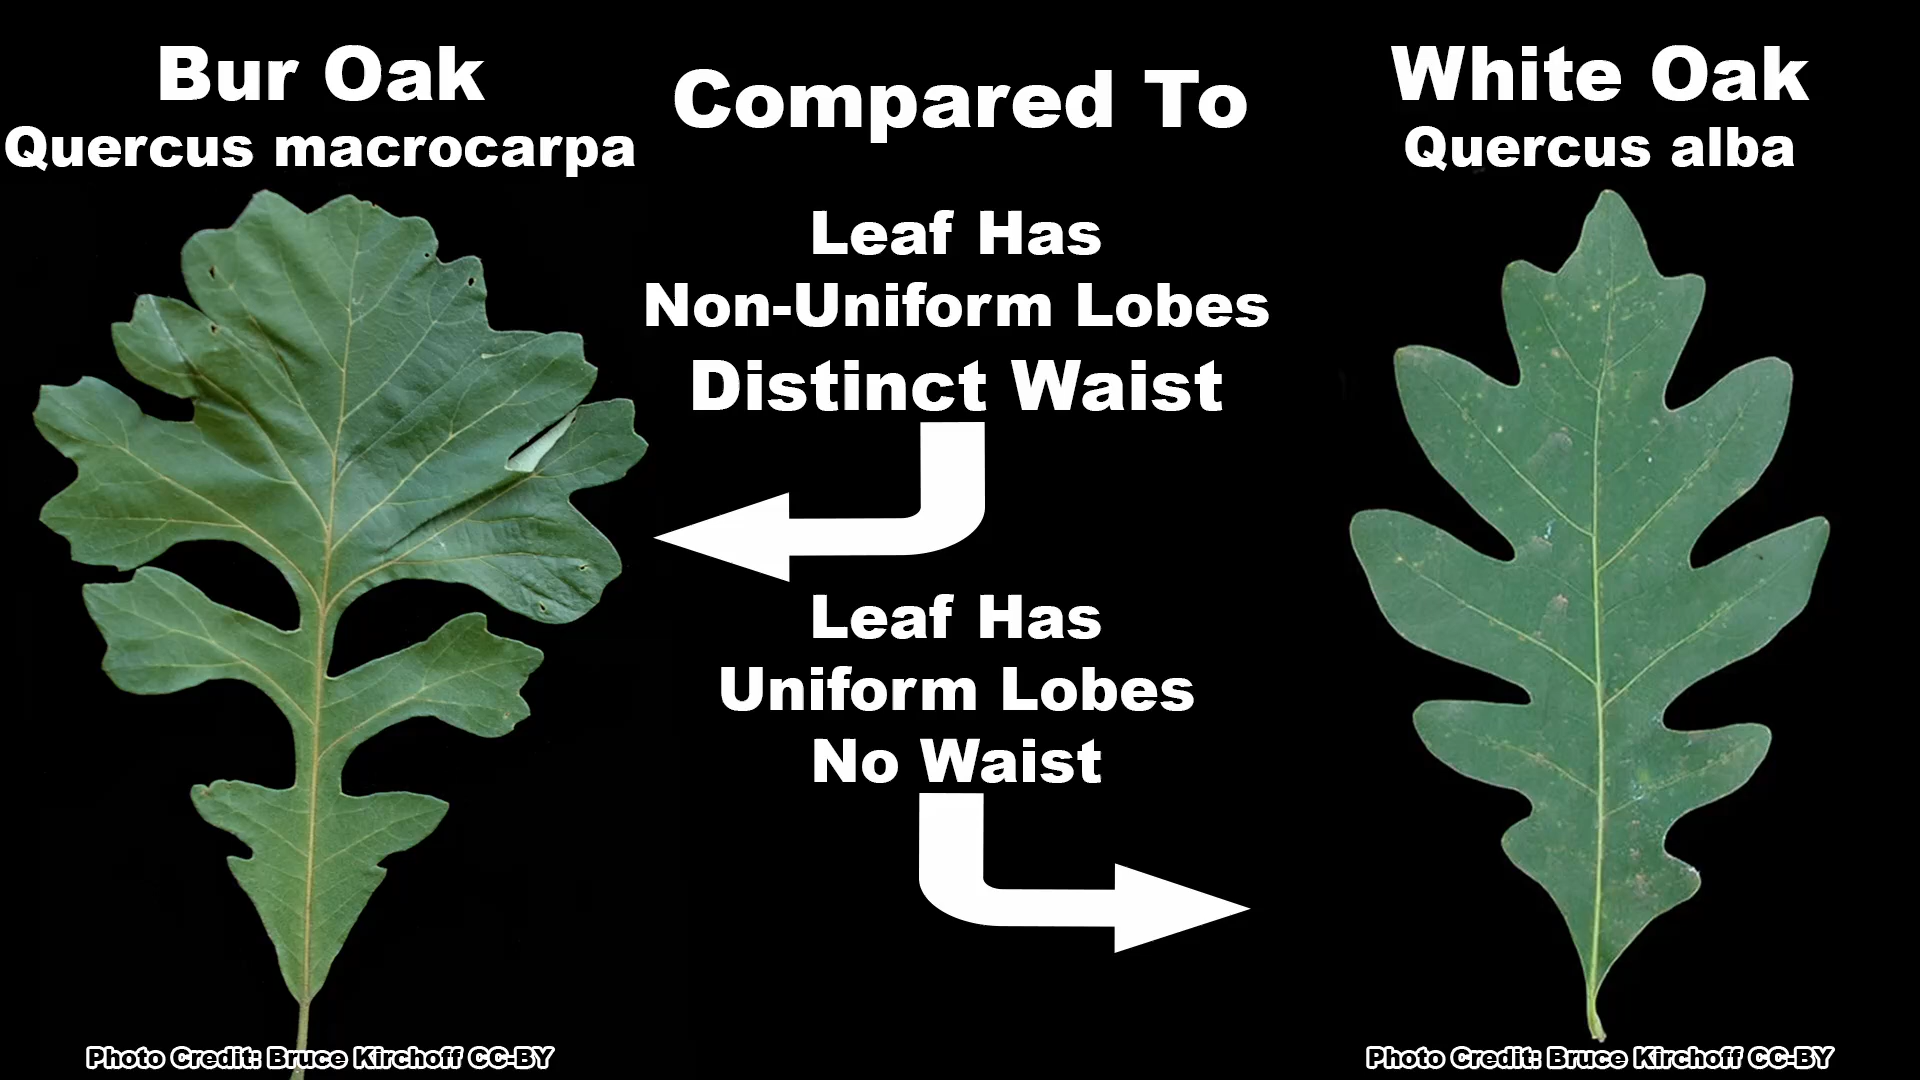 Bur Oak
Quercus macrocarpa
Compared To
White Oak
Quercus alba
Leaf Has
Non-Uniform Lobes
Distinct Waist
Leaf Has
Uniform Lobes
No Waist
Photo Credit: Bruce Kirchoff CC-BY
Photo Credit: Bruce Kirchoff CC-BY